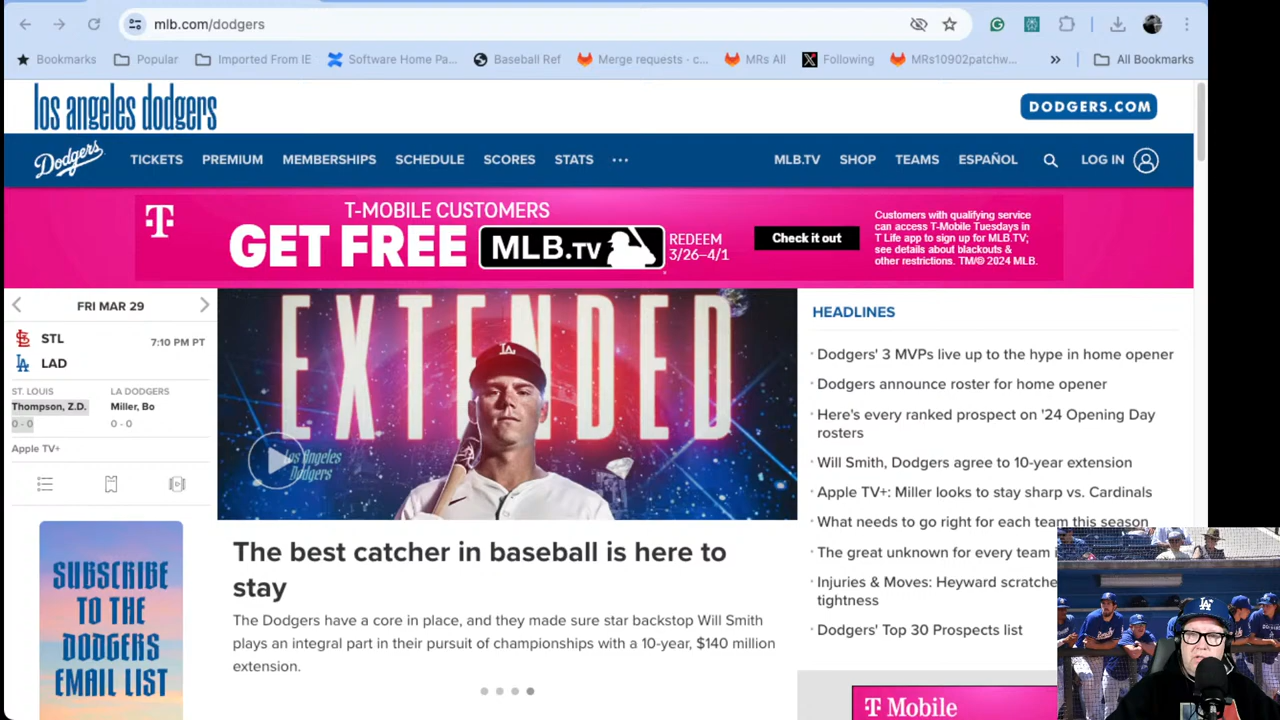 mlb.com/dodgers
Bookmarks
Popular
Imported From IE
Software Home Pa...
Baseball Ref
Merge requests · c...
MRs All
Following
MRs10902patchw...
»
All Bookmarks
los angeles dodgers
DODGERS.COM
Dodgers
TICKETS
PREMIUM
MEMBERSHIPS
SCHEDULE
SCORES
STATS
...
MLB.TV
SHOP
TEAMS
ESPAÑOL
LOG IN
T
T-MOBILE CUSTOMERS
GET FREE MLB.TV
REDEEM
3/26–4/1
Check it out
Customers with qualifying service
can access T-Mobile Tuesdays in
T Life app to sign up for MLB.TV;
see details about blackouts &
other restrictions. TM/© 2024 MLB.
FRI MAR 29
STL
7:10 PM PT
LAD
ST. LOUIS
Thompson, Z.D.
0 - 0
LA DODGERS
Miller, Bo
0 - 0
Apple TV+
SUBSCRIBE
TO THE
DODGERS
EMAIL LIST
EXTENDED
LA
Los Angeles
Dodgers
The best catcher in baseball is here to
stay
The Dodgers have a core in place, and they made sure star backstop Will Smith
plays an integral part in their pursuit of championships with a 10-year, $140 million
extension.
HEADLINES
Dodgers' 3 MVPs live up to the hype in home opener
Dodgers announce roster for home opener
Here's every ranked prospect on '24 Opening Day
rosters
Will Smith, Dodgers agree to 10-year extension
Apple TV+: Miller looks to stay sharp vs. Cardinals
What needs to go right for each team this season
The great unknown for every team
Injuries & Moves: Heyward scratche
tightness
Dodgers' Top 30 Prospects list
T Mobile
LA